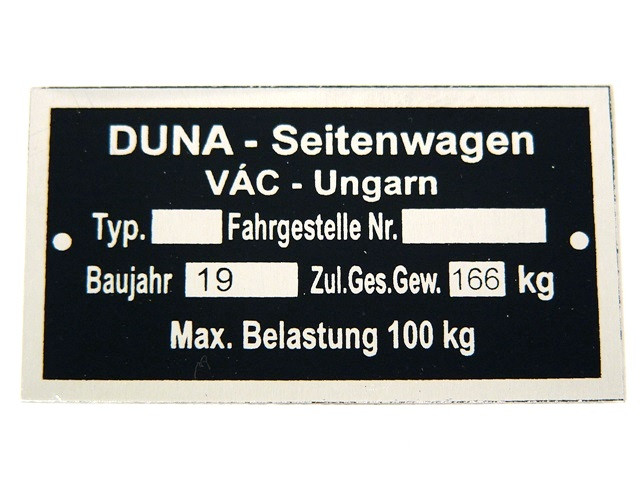 DUNA - Seitenwagen
VÁC - Ungarn
Typ. Fahrgestelle Nr.
Baujahr 19 Zul.Ges.Gew. 166 kg
Max. Belastung 100 kg